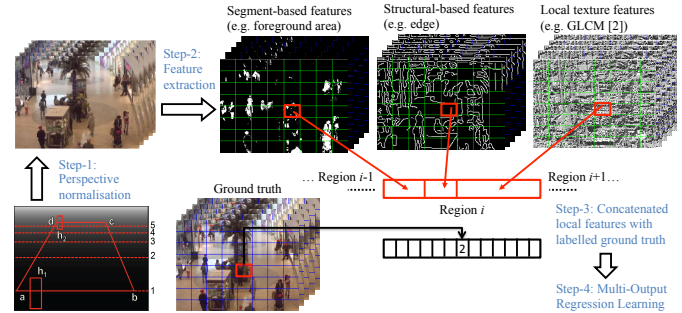 Segment-based features
(e.g. foreground area)
Structural-based features
(e.g. edge)
Local texture features
(e.g. GLCM [2])
Step-2:
Feature
extraction
Step-1:
Perspective
normalisation
… Region i-1
Region i+1…
Region i
Ground truth
2
Step-3: Concatenated
local features with
labelled ground truth
Step-4: Multi-Output
Regression Learning
d
c
h2
h1
a
b
5
4
3
2
1